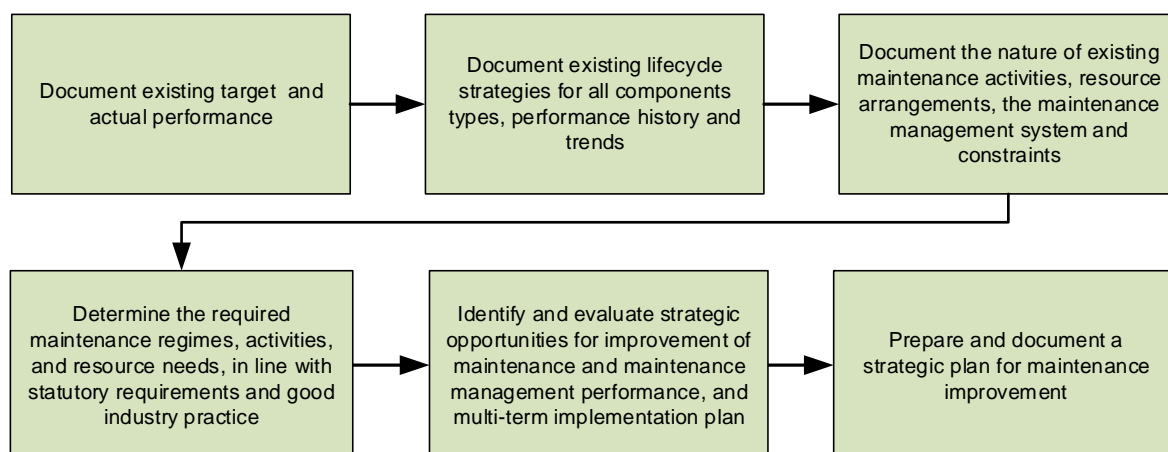 Document existing target and
actual performance
Document existing lifecycle
strategies for all components
types, performance history and
trends
Document the nature of existing
maintenance activities, resource
arrangements, the maintenance
management system and
constraints
Determine the required
maintenance regimes, activities,
and resource needs, in line with
statutory requirements and good
industry practice
Identify and evaluate strategic
opportunities for improvement of
maintenance and maintenance
management performance, and
multi-term implementation plan
Prepare and document a
strategic plan for maintenance
improvement